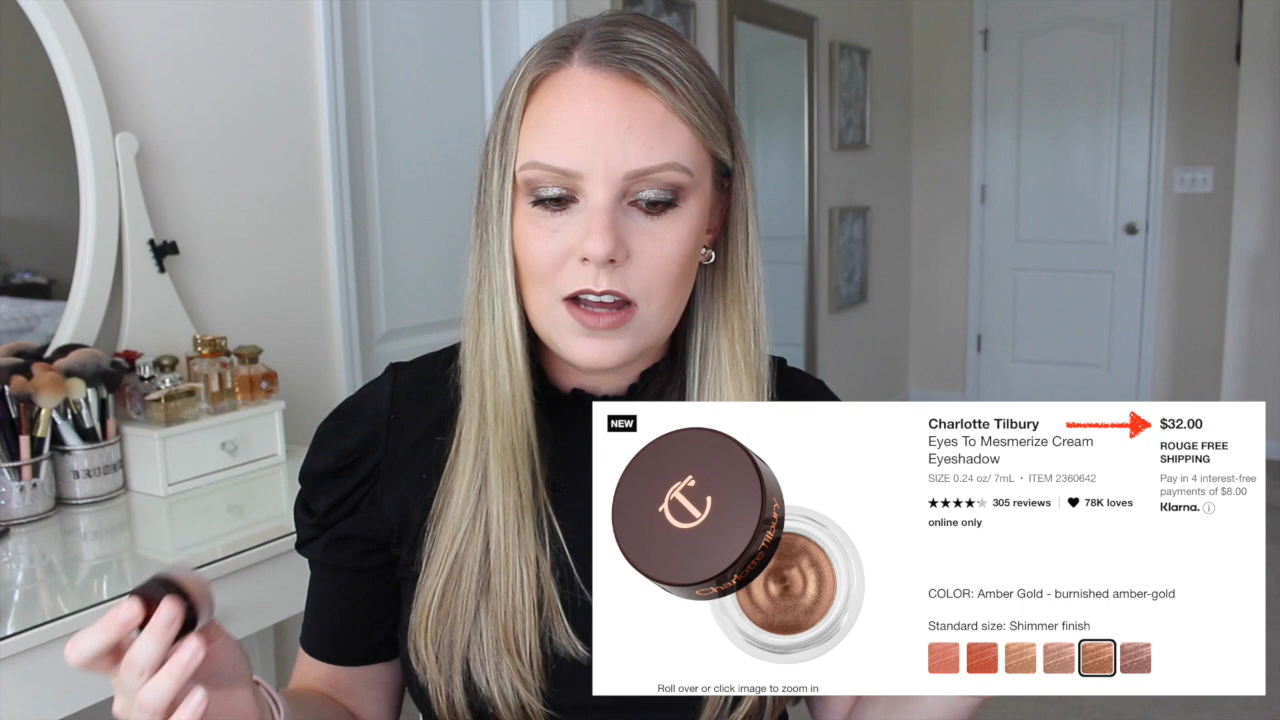 BRUSHES
NEW
CT
Charlotte Tilbury
Charlotte Tilbury
Eyes To Mesmerize Cream
Eyeshadow
SIZE 0.24 oz/ 7mL • ITEM 2360642
305 reviews
78K loves
online only
$32.00
ROUGE FREE
SHIPPING
Pay in 4 interest-free
payments of $8.00
Klarna. i
COLOR: Amber Gold - burnished amber-gold
Standard size: Shimmer finish
Roll over or click image to zoom in